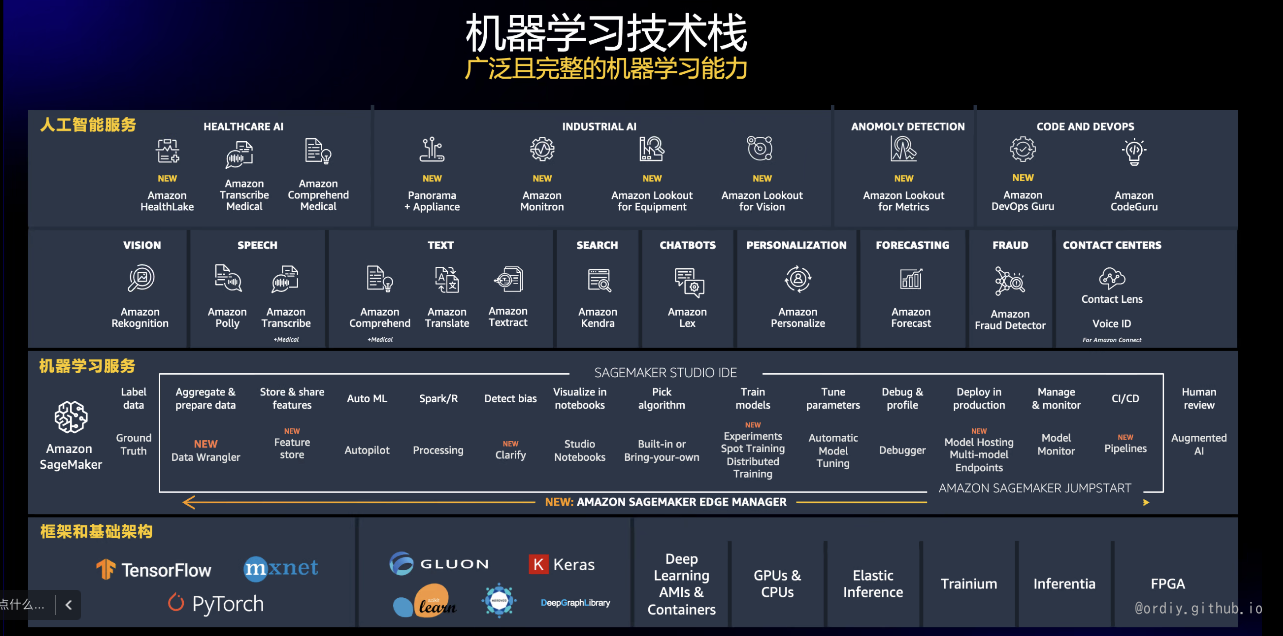 机器学习技术栈
广泛且完整的机器学习能力
人工智能服务
HEALTHCARE AI
NEW
Amazon
HealthLake
Amazon
Transcribe
Medical
Amazon
Comprehend
Medical
INDUSTRIAL AI
NEW
Panorama
+ Appliance
NEW
Amazon
Monitron
NEW
Amazon Lookout
for Equipment
NEW
Amazon Lookout
for Vision
ANOMOLY DETECTION
NEW
Amazon Lookout
for Metrics
CODE AND DEVOPS
NEW
Amazon
DevOps Guru
Amazon
CodeGuru
VISION
Amazon
Rekognition
SPEECH
Amazon
Polly
Amazon
Transcribe
+Medical
TEXT
Amazon
Comprehend
+Medical
Amazon
Translate
Amazon
Textract
SEARCH
Amazon
Kendra
CHATBOTS
Amazon
Lex
PERSONALIZATION
Amazon
Personalize
FORECASTING
Amazon
Forecast
FRAUD
Amazon
Fraud Detector
CONTACT CENTERS
Contact Lens
Voice ID
For Amazon Connect
机器学习服务
Amazon
SageMaker
SAGEMAKER STUDIO IDE
Label
data
Ground
Truth
Aggregate &
prepare data
NEW
Data Wrangler
Store & share
features
NEW
Feature
store
Auto ML
Autopilot
Spark/R
Processing
Detect bias
NEW
Clarify
Visualize in
notebooks
Studio
Notebooks
Pick
algorithm
Built-in or
Bring-your-own
Train
models
NEW
Experiments
Spot Training
Distributed
Training
Tune
parameters
Automatic
Model
Tuning
Debug &
profile
Debugger
Deploy in
production
NEW
Model Hosting
Multi-model
Endpoints
Manage
& monitor
Model
Monitor
CI/CD
NEW
Pipelines
Human
review
Augmented
AI
AMAZON SAGEMAKER JUMPSTART
NEW: AMAZON SAGEMAKER EDGE MANAGER
框架和基础架构
TensorFlow
mxnet
PyTorch
GLUON
Keras
learn
DeepGraphLibrary
Deep
Learning
AMIs &
Containers
GPUs &
CPUs
Elastic
Inference
Trainium
Inferentia
FPGA
点什么...
@ordiy.github.io